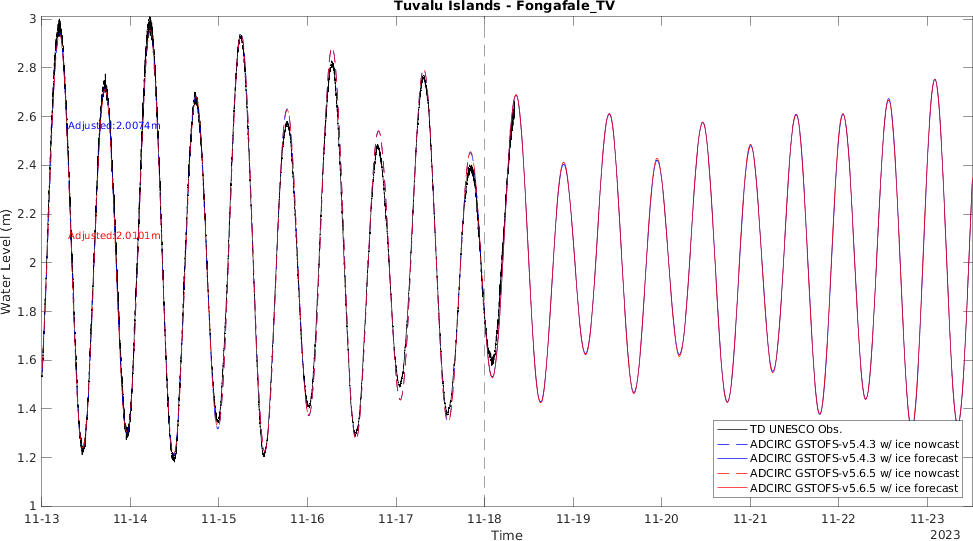 Tuvalu Islands - Fongafale_TV
Water Level (m)
3
2.8
2.6
2.4
2.2
2
1.8
1.6
1.4
1.2
1
Adjusted:2.0074m
Adjusted:2.0101m
TD UNESCO Obs.
ADCIRC GSTOFS-v5.4.3 w/ ice nowcast
ADCIRC GSTOFS-v5.4.3 w/ ice forecast
ADCIRC GSTOFS-v5.6.5 w/ ice nowcast
ADCIRC GSTOFS-v5.6.5 w/ ice forecast
11-13 11-14 11-15 11-16 11-17 11-18 11-19 11-20 11-21 11-22 11-23
Time
2023